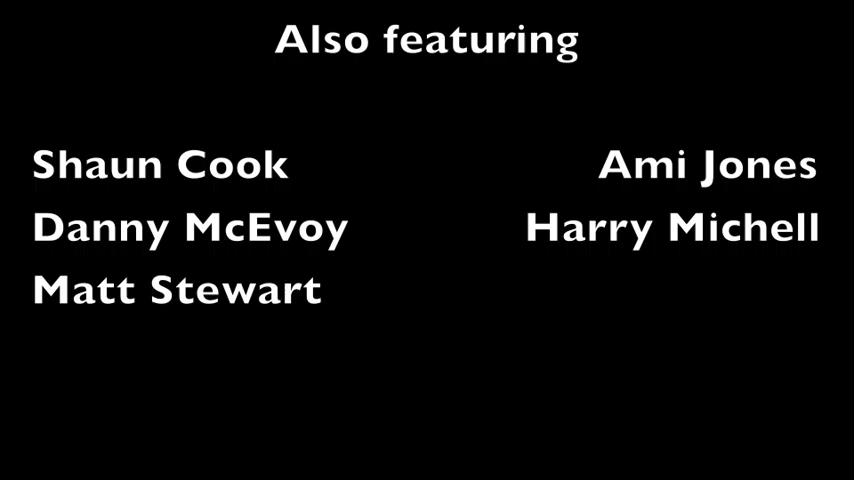 Also featuring
Shaun Cook
Ami Jones
Danny McEvoy
Harry Michell
Matt Stewart